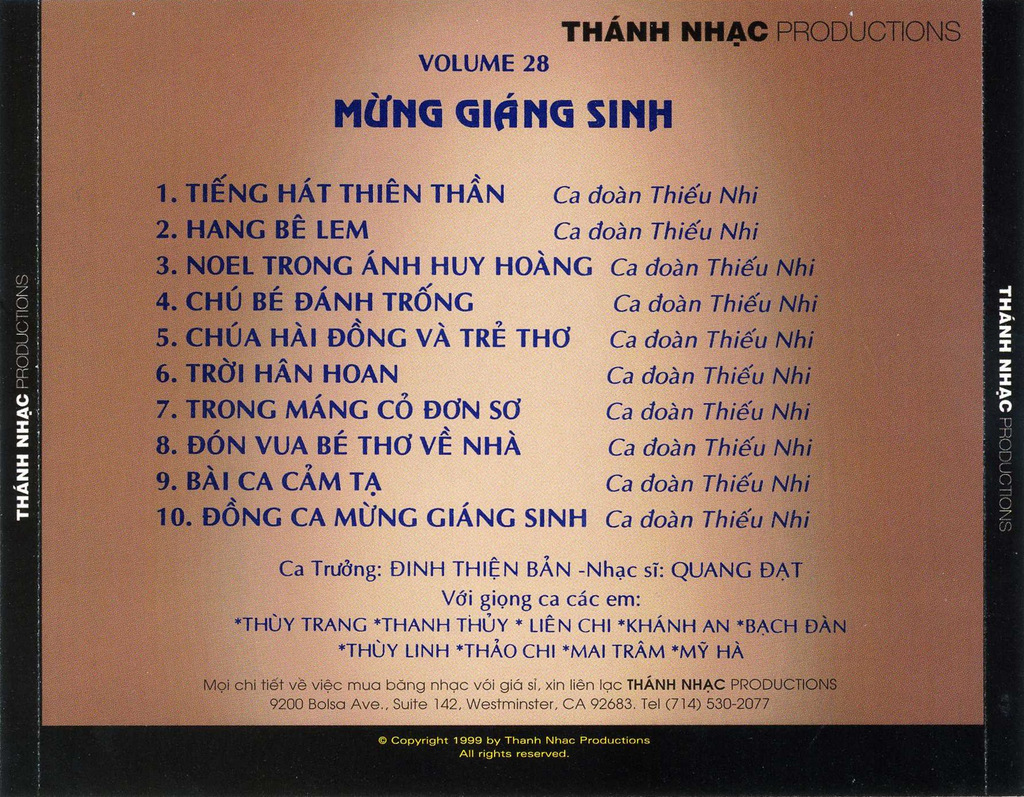 THÁNH NHẠC PRODUCTIONS
VOLUME 28
MỪNG GIÁNG SINH
1. TIẾNG HÁT THIÊN THẦN Ca đoàn Thiếu Nhi
2. HANG BÊ LEM Ca đoàn Thiếu Nhi
3. NOEL TRONG ÁNH HUY HOÀNG Ca đoàn Thiếu Nhi
4. CHÚ BÉ ĐÁNH TRỐNG Ca đoàn Thiếu Nhi
5. CHÚA HÀI ĐỒNG VÀ TRẺ THƠ Ca đoàn Thiếu Nhi
6. TRỜI HÂN HOAN Ca đoàn Thiếu Nhi
7. TRONG MÁNG CỎ ĐƠN SƠ Ca đoàn Thiếu Nhi
8. ĐÓN VUA BÉ THƠ VỀ NHÀ Ca đoàn Thiếu Nhi
9. BÀI CA CẢM TẠ Ca đoàn Thiếu Nhi
10. ĐỒNG CA MỪNG GIÁNG SINH Ca đoàn Thiếu Nhi
Ca Trưởng: ĐINH THIỆN BẢN -Nhạc sĩ: QUANG ĐẠT
Với giọng ca các em:
*THÙY TRANG *THANH THỦY * LIÊN CHI *KHÁNH AN *BẠCH ĐÀN
*THÙY LINH *THẢO CHI *MAI TRÂM *MỸ HÀ
Mọi chi tiết về việc mua băng nhạc với giá sỉ, xin liên lạc THÁNH NHẠC PRODUCTIONS
9200 Bolsa Ave., Suite 142, Westminster, CA 92683. Tel (714) 530-2077
© Copyright 1999 by Thanh Nhac Productions
All rights reserved.
THÁNH NHẠC PRODUCTIONS
THÁNH NHẠC PRODUCTIONS